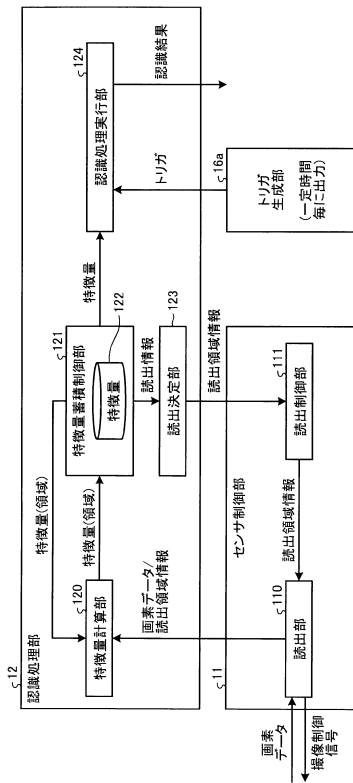 12
認識処理部
特徴量(領域)
120
特徴量計算部
特徴量(領域)
121
特徴量蓄積制御部
122
特徴量
特徴量
124
認識処理実行部
認識結果
トリガ
読出情報
123
読出決定部
画素データ/
読出領域情報
読出領域情報
11
センサ制御部
110
読出部
読出領域情報
111
読出制御部
16a
トリガ
生成部
(一定時間
毎に出力)
画素
データ
撮像制御
信号